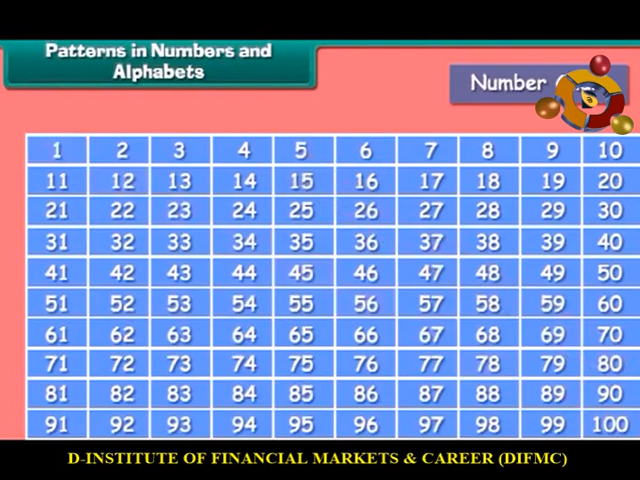 Patterns in Numbers and
Alphabets
Number
1 2 3 4 5 6 7 8 9 10
11 12 13 14 15 16 17 18 19 20
21 22 23 24 25 26 27 28 29 30
31 32 33 34 35 36 37 38 39 40
41 42 43 44 45 46 47 48 49 50
51 52 53 54 55 56 57 58 59 60
61 62 63 64 65 66 67 68 69 70
71 72 73 74 75 76 77 78 79 80
81 82 83 84 85 86 87 88 89 90
91 92 93 94 95 96 97 98 99 100
D-INSTITUTE OF FINANCIAL MARKETS & CAREER (DIFMC)